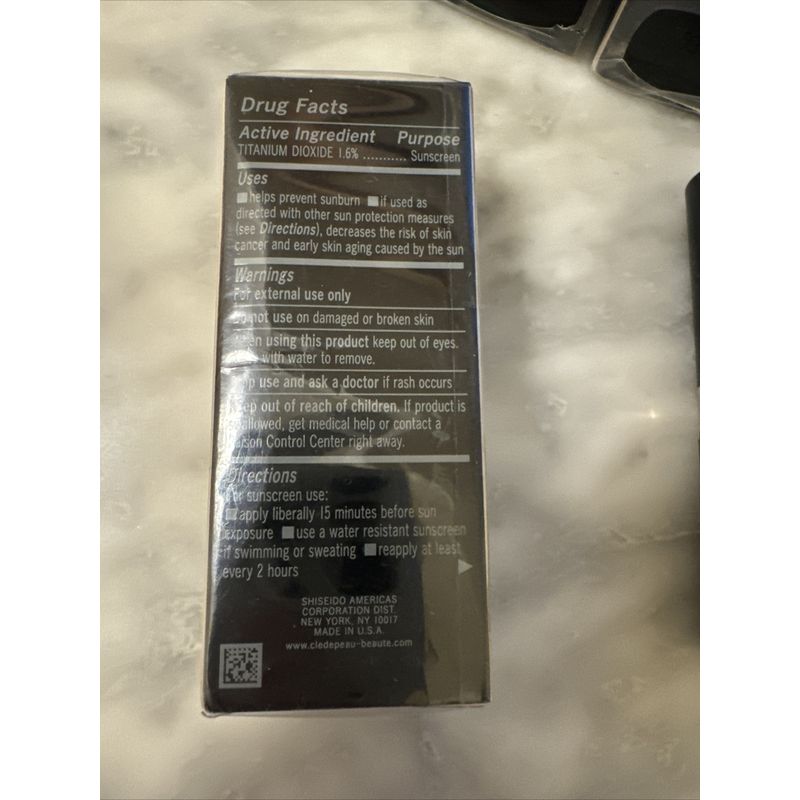 Drug Facts
Active Ingredient Purpose
TITANIUM DIOXIDE 1.6% ........... Sunscreen
Uses
■ helps prevent sunburn ■ if used as
directed with other sun protection measures
(see Directions), decreases the risk of skin
cancer and early skin aging caused by the sun
Warnings
For external use only
Do not use on damaged or broken skin
When using this product keep out of eyes.
with water to remove.
Stop use and ask a doctor if rash occurs
Keep out of reach of children. If product is
swallowed, get medical help or contact a
Poison Control Center right away.
Directions
For sunscreen use:
■ apply liberally 15 minutes before sun
exposure ■ use a water resistant sunscreen
if swimming or sweating ■ reapply at least
every 2 hours
SHISEIDO AMERICAS
CORPORATION DIST.
NEW YORK, NY 10017
MADE IN U.S.A.
www.cledepeau-beaute.com